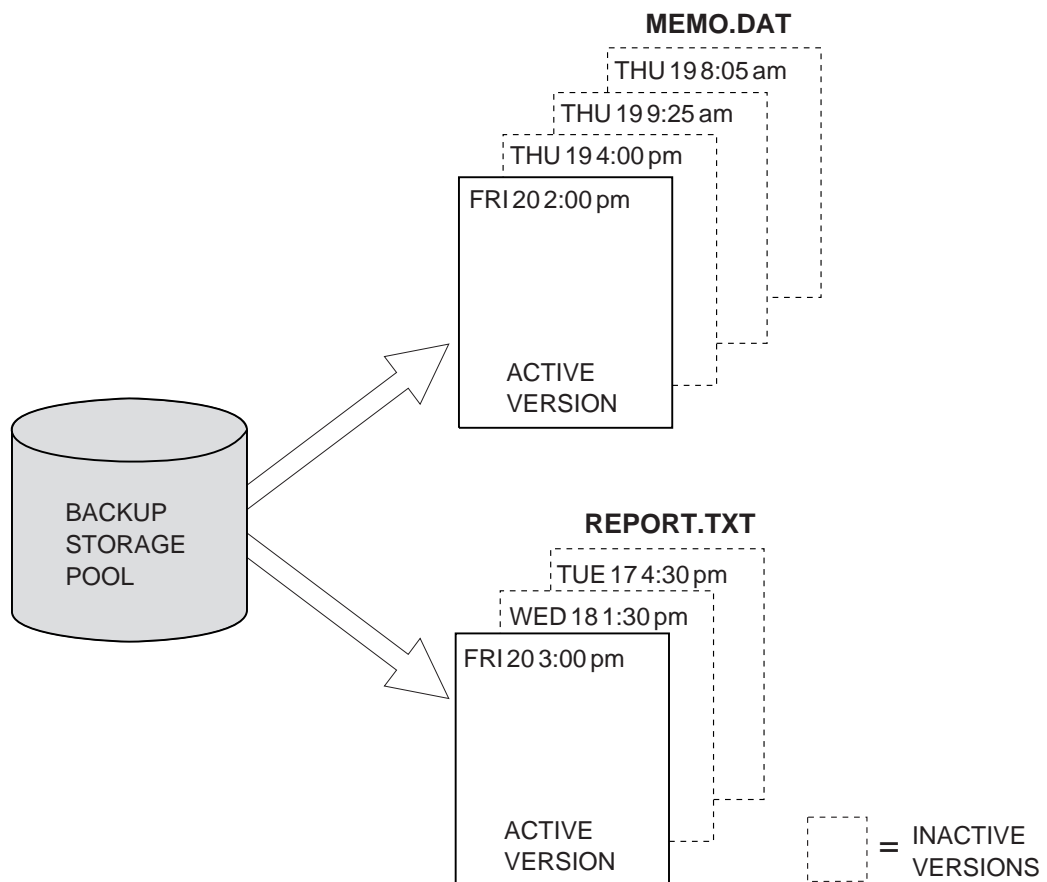 MEMO.DAT
THU 19 8:05 am
THU 19 9:25 am
THU 19 4:00 pm
FRI 20 2:00 pm
ACTIVE
VERSION
BACKUP
STORAGE
POOL
REPORT.TXT
TUE 17 4:30 pm
WED 18 1:30 pm
FRI 20 3:00 pm
ACTIVE
VERSION
= INACTIVE
VERSIONS